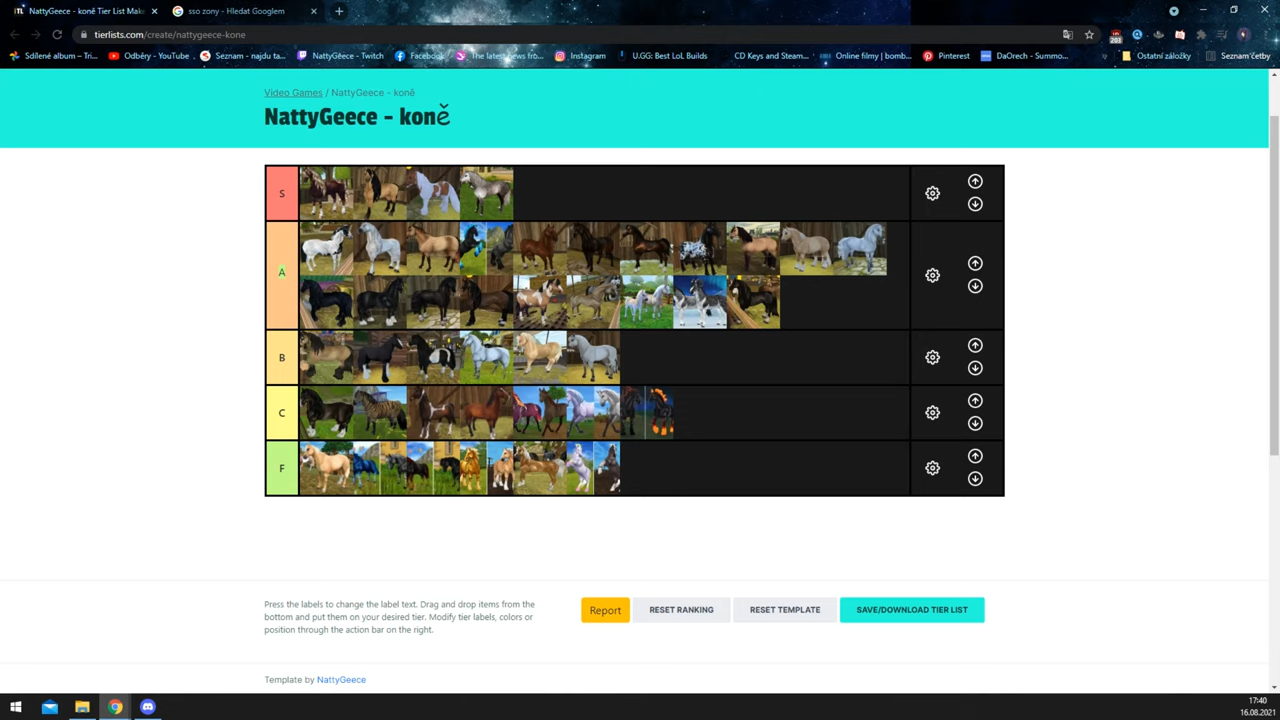 NattyGeece - koně Tier List Make
sso zony - Hledat Googlem
tierlists.com/create/nattygeece-kone
203
Sdílené album – Tri...
Odběry - YouTube
Seznam - najdu ta...
NattyGëece - Twitch
Facebook
The latest news fro...
Instagram
U.GG: Best LoL Builds
CD Keys and Steam...
Online filmy | bomb...
Pinterest
DaOrech - Summo...
Ostatní záložky
Seznam četby
Video Games / NattyGeece - koně
NattyGeece - koně
S
A
B
C
F
Press the labels to change the label text. Drag and drop items from the
bottom and put them on your desired tier. Modify tier labels, colors or
position through the action bar on the right.
Report
RESET RANKING
RESET TEMPLATE
SAVE/DOWNLOAD TIER LIST
Template by NattyGeece
17:40
16.08.2021